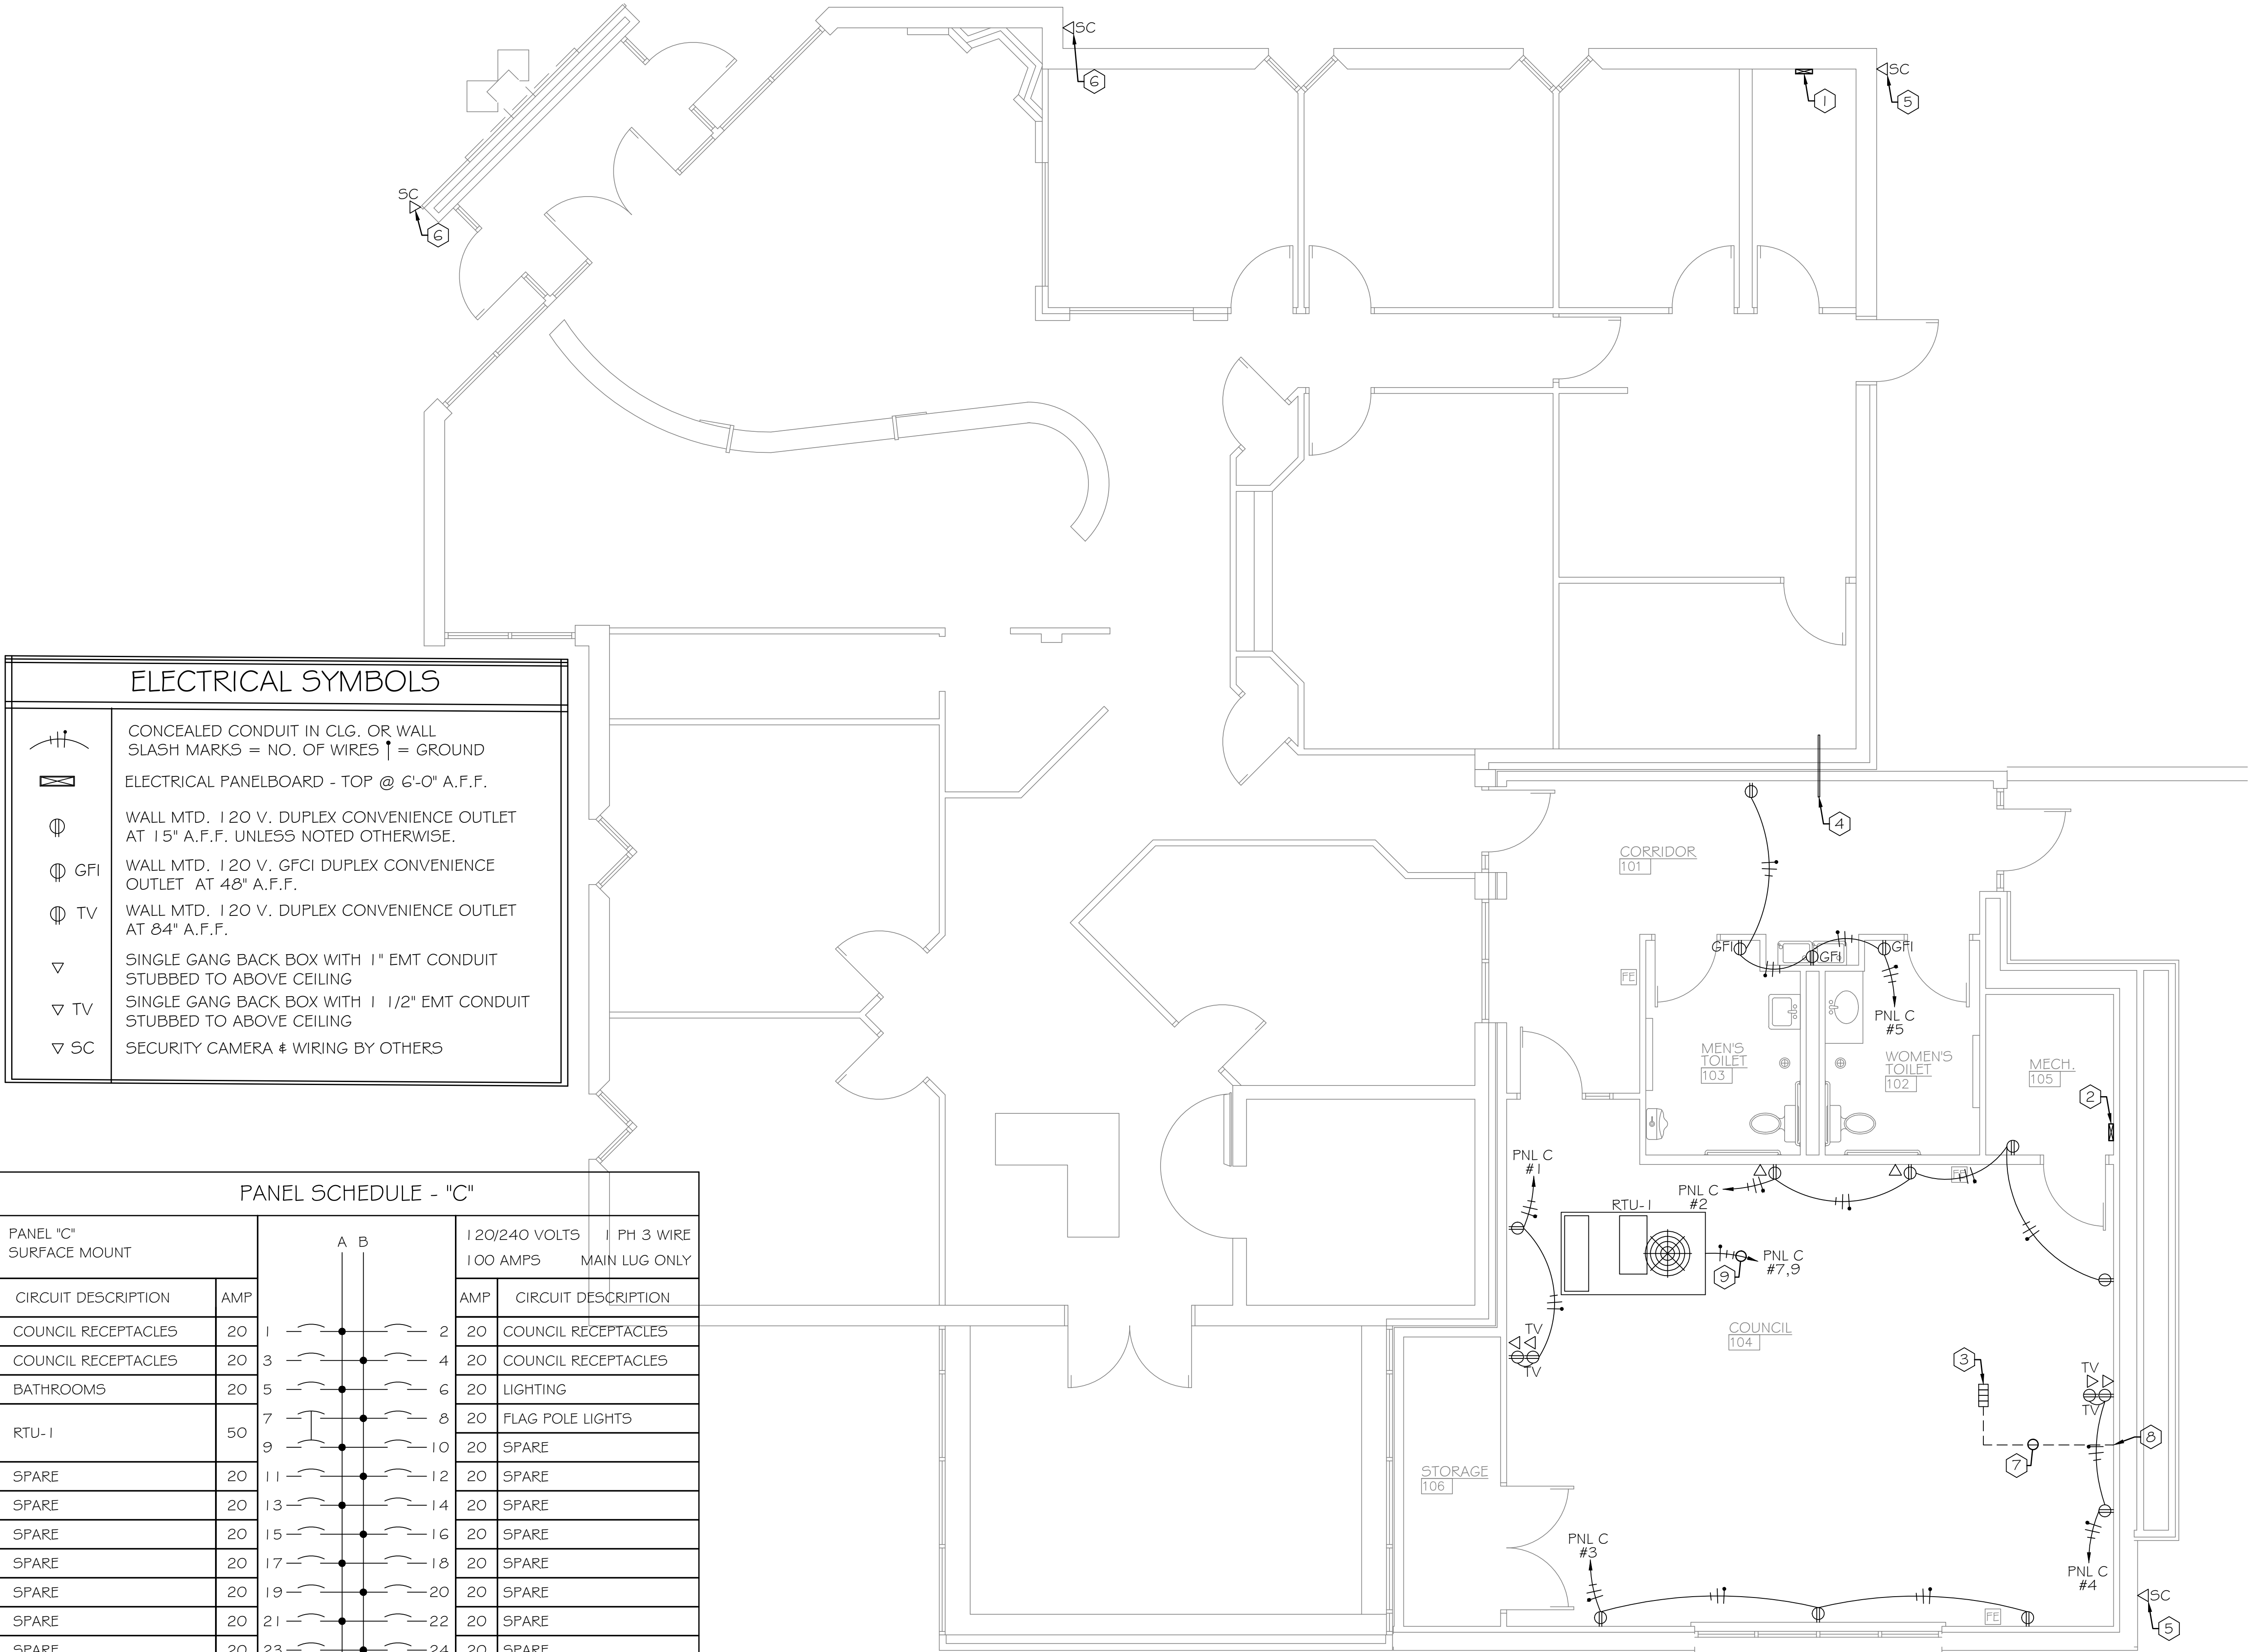 SC
6
1
SC
5
SC
6
ELECTRICAL SYMBOLS
CONCEALED CONDUIT IN CLG. OR WALL
SLASH MARKS = NO. OF WIRES = GROUND
ELECTRICAL PANELBOARD - TOP @ 6'-0" A.F.F.
WALL MTD. 120 V. DUPLEX CONVENIENCE OUTLET
AT 15" A.F.F. UNLESS NOTED OTHERWISE.
GFI
WALL MTD. 120 V. GFCI DUPLEX CONVENIENCE
OUTLET AT 48" A.F.F.
TV
WALL MTD. 120 V. DUPLEX CONVENIENCE OUTLET
AT 84" A.F.F.
SINGLE GANG BACK BOX WITH 1" EMT CONDUIT
STUBBED TO ABOVE CEILING
TV
SINGLE GANG BACK BOX WITH 1 1/2" EMT CONDUIT
STUBBED TO ABOVE CEILING
SC
SECURITY CAMERA & WIRING BY OTHERS
4
CORRIDOR
101
GFI
GFI
GFI
FE
PNL C
#5
MEN'S
TOILET
103
WOMEN'S
TOILET
102
MECH.
105
2
PNL C
#1
PNL C
#2
FE
RTU-1
9
PNL C
#7,9
COUNCIL
104
TV
TV
3
TV
TV
8
7
STORAGE
106
PNL C
#3
PNL C
#4
FE
SC
5
PANEL SCHEDULE - "C"
PANEL "C"
SURFACE MOUNT
A B
120/240 VOLTS 1 PH 3 WIRE
100 AMPS MAIN LUG ONLY
CIRCUIT DESCRIPTION AMP AMP CIRCUIT DESCRIPTION
COUNCIL RECEPTACLES 20 1 2 20 COUNCIL RECEPTACLES
COUNCIL RECEPTACLES 20 3 4 20 COUNCIL RECEPTACLES
BATHROOMS 20 5 6 20 LIGHTING
RTU-1 50 7 8 20 FLAG POLE LIGHTS
9 10 20 SPARE
SPARE 20 11 12 20 SPARE
SPARE 20 13 14 20 SPARE
SPARE 20 15 16 20 SPARE
SPARE 20 17 18 20 SPARE
SPARE 20 19 20 20 SPARE
SPARE 20 21 22 20 SPARE
SPARE 20 23 24 20 SPARE